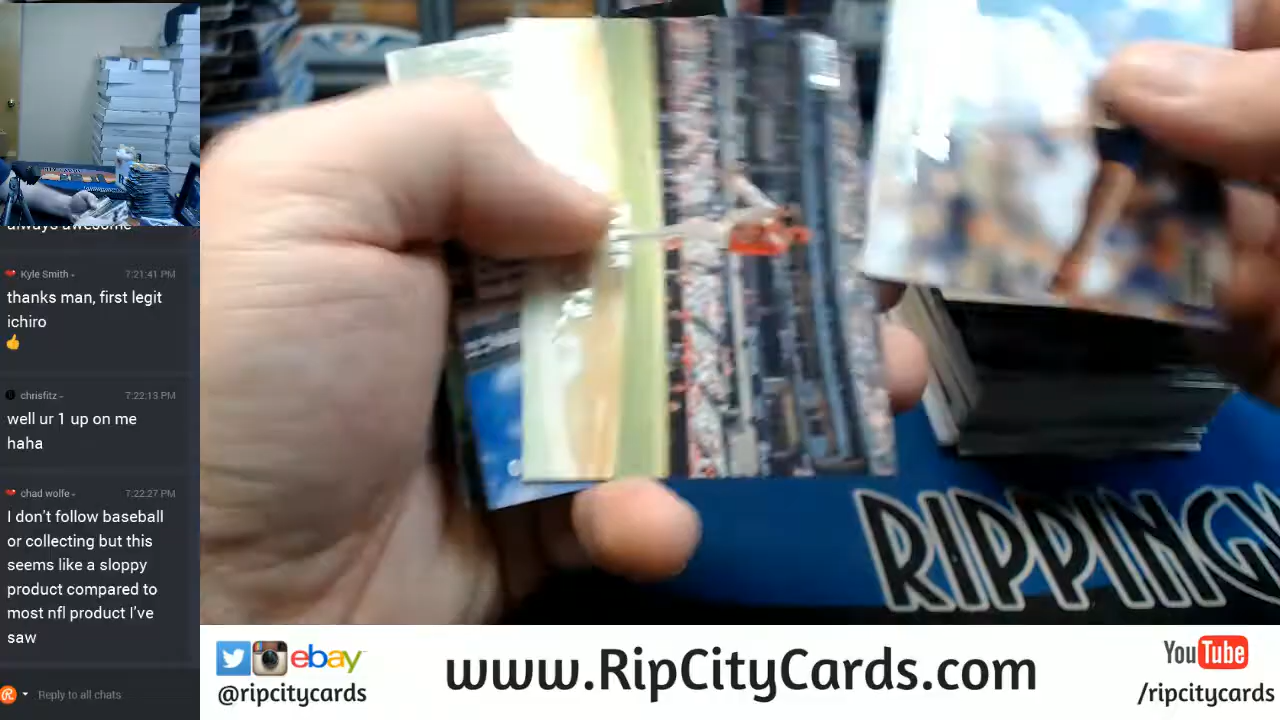 always awesome
Kyle Smith
7:21:41 PM
thanks man, first legit
ichiro
chrisfitz
7:22:13 PM
well ur 1 up on me
haha
chad wolfe
7:22:27 PM
I don't follow baseball
or collecting but this
seems like a sloppy
product compared to
most nfl product I've
saw
Reply to all chats
RIPPING
ebay
@ripcitycards
www.RipCityCards.com
YouTube
/ripcitycards